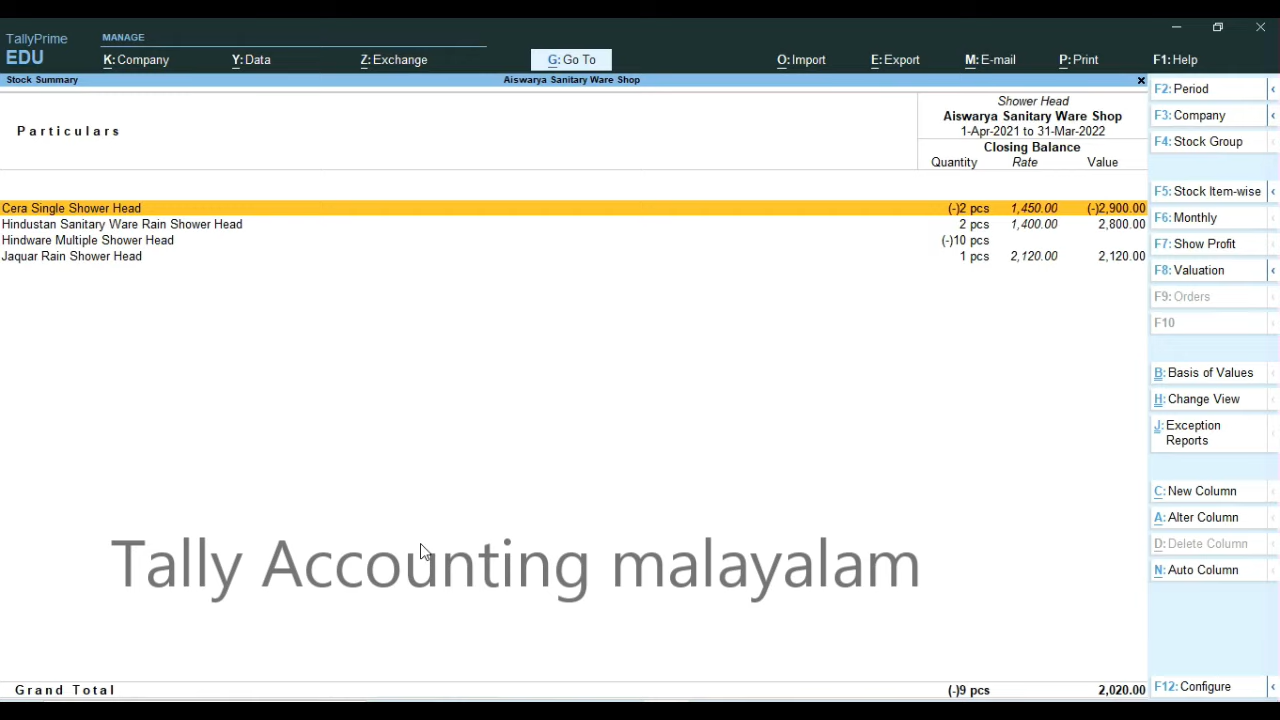 TallyPrime
EDU
MANAGE
K: Company Y: Data Z: Exchange G: Go To O: Import E: Export M: E-mail P: Print F1: Help
Stock Summary Aiswarya Sanitary Ware Shop
Particulars
Shower Head
Aiswarya Sanitary Ware Shop
1-Apr-2021 to 31-Mar-2022
Closing Balance
Quantity Rate Value
Cera Single Shower Head (-)2 pcs 1,450.00 (-)2,900.00
Hindustan Sanitary Ware Rain Shower Head 2 pcs 1,400.00 2,800.00
Hindware Multiple Shower Head (-)10 pcs
Jaquar Rain Shower Head 1 pcs 2,120.00 2,120.00
Tally Accounting malayalam
Grand Total (-)9 pcs 2,020.00
F2: Period
F3: Company
F4: Stock Group
F5: Stock Item-wise
F6: Monthly
F7: Show Profit
F8: Valuation
F9: Orders
F10
B: Basis of Values
H: Change View
J: Exception
Reports
C: New Column
A: Alter Column
D: Delete Column
N: Auto Column
F12: Configure